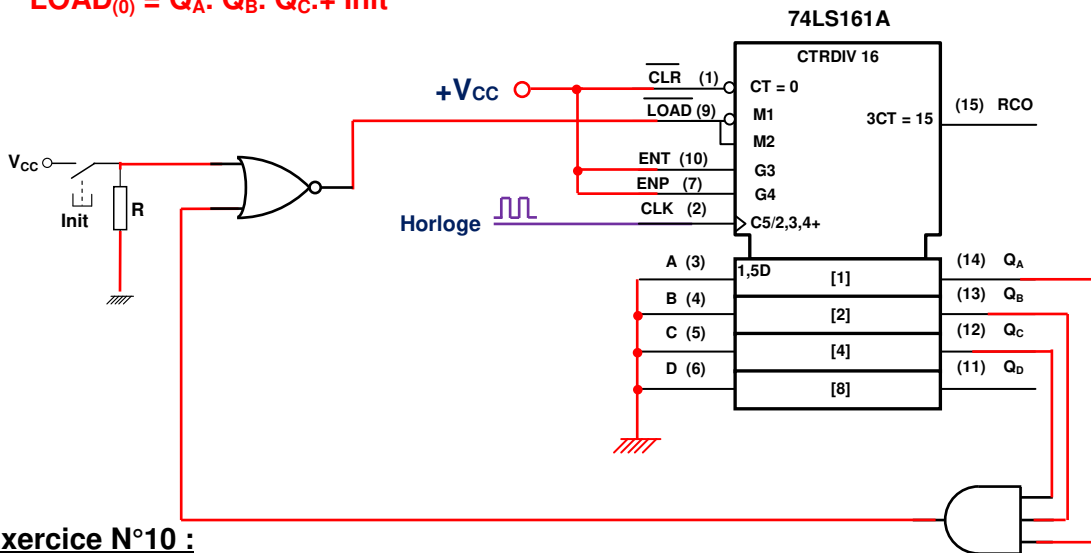 LOAD(0) = QA. QB. QC.+ Init
74LS161A
CTRDIV 16
+VCC
CLR (1)
CT = 0
LOAD (9)
M1
M2
3CT = 15
(15) RCO
ENT (10)
G3
ENP (7)
G4
CLK (2)
C5/2,3,4+
VCC
Init
R
Horloge
A (3)
1,5D
[1]
(14) QA
B (4)
[2]
(13) QB
C (5)
[4]
(12) QC
D (6)
[8]
(11) QD
xercice N°10 :